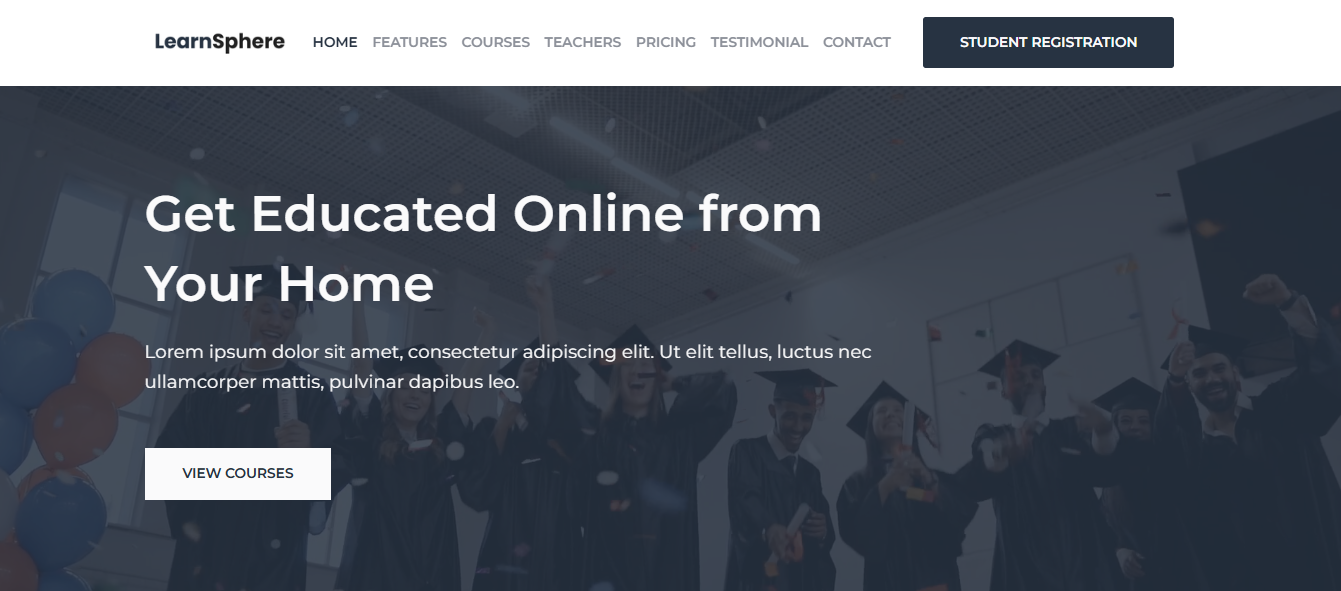 LearnSphere HOME FEATURES COURSES TEACHERS PRICING TESTIMONIAL CONTACT STUDENT REGISTRATION
Get Educated Online from
Your Home
Lorem ipsum dolor sit amet, consectetur adipiscing elit. Ut elit tellus, luctus nec
ullamcorper mattis, pulvinar dapibus leo.
VIEW COURSES